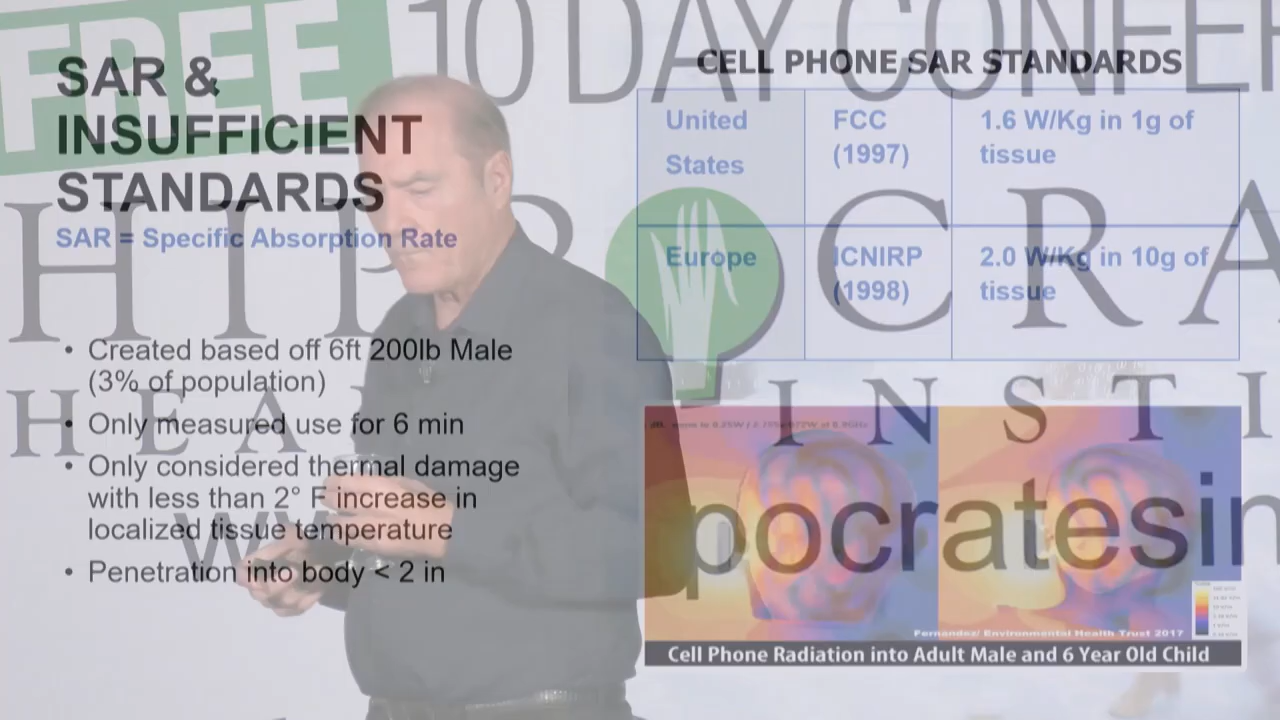 FREE 10 DAY CONFER
SAR &
INSUFFICIENT
STANDARDS
SAR = Specific Absorption Rate
• Created based off 6ft 200lb Male
(3% of population)
• Only measured use for 6 min
• Only considered thermal damage
with less than 2° F increase in
localized tissue temperature
• Penetration into body < 2 in
CELL PHONE SAR STANDARDS
United
States
FCC
(1997)
1.6 W/Kg in 1g of
tissue
Europe
ICNIRP
(1998)
2.0 W/Kg in 10g of
tissue
HIPPOCRA
HEA INSTI
ww
pocratesin
Fernandez/ Environmental Health Trust 2017
Cell Phone Radiation into Adult Male and 6 Year Old Child